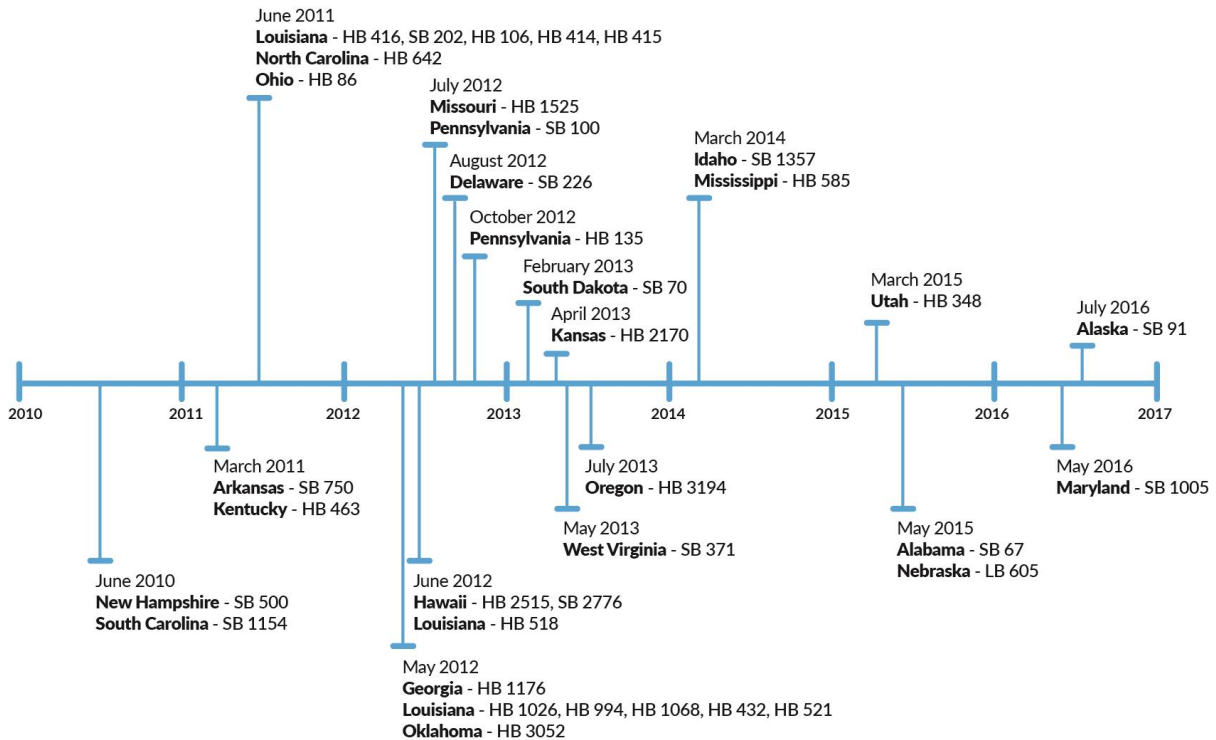 June 2011
Louisiana - HB 416, SB 202, HB 106, HB 414, HB 415
North Carolina - HB 642
Ohio - HB 86
July 2012
Missouri - HB 1525
Pennsylvania - SB 100
August 2012
Delaware - SB 226
October 2012
Pennsylvania - HB 135
February 2013
South Dakota - SB 70
April 2013
Kansas - HB 2170
March 2014
Idaho - SB 1357
Mississippi - HB 585
March 2015
Utah - HB 348
July 2016
Alaska - SB 91
2010
2011
2012
2013
2014
2015
2016
2017
June 2010
New Hampshire - SB 500
South Carolina - SB 1154
March 2011
Arkansas - SB 750
Kentucky - HB 463
May 2012
Georgia - HB 1176
Louisiana - HB 1026, HB 994, HB 1068, HB 432, HB 521
Oklahoma - HB 3052
June 2012
Hawaii - HB 2515, SB 2776
Louisiana - HB 518
May 2013
West Virginia - SB 371
July 2013
Oregon - HB 3194
May 2015
Alabama - SB 67
Nebraska - LB 605
May 2016
Maryland - SB 1005